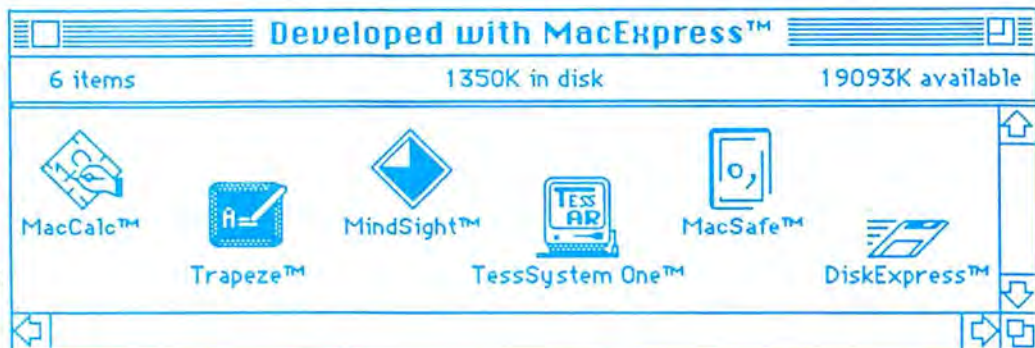 Developed with MacExpress™
6 items 1350K in disk 19093K available
MacCalc™ MindSight™ MacSafe™
A
TESS
AR
Trapeze™ TessSystem One™ DiskExpress™